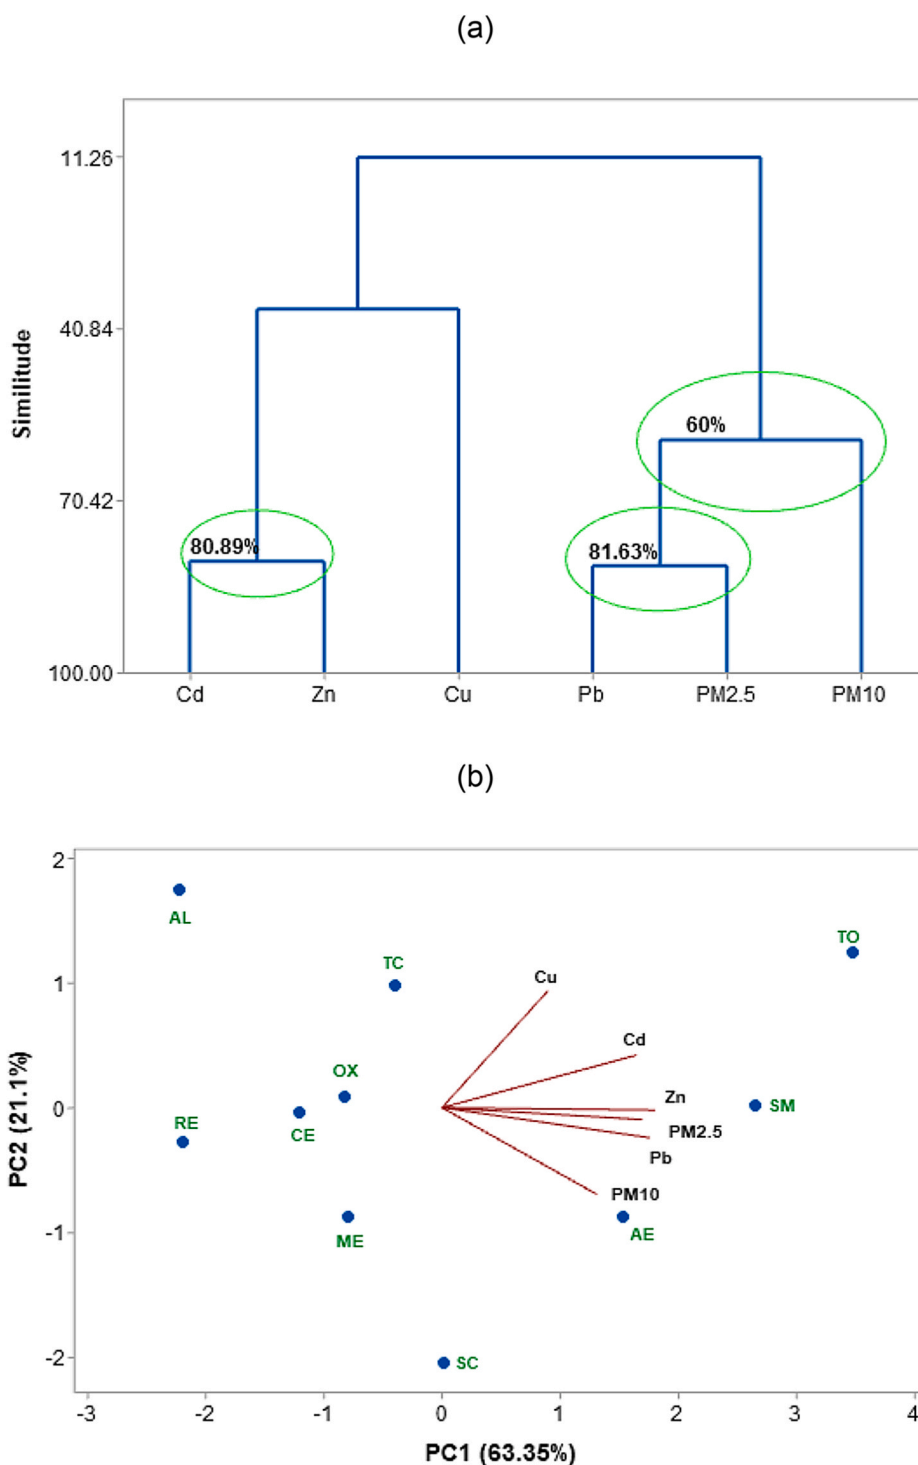 (a)
11.26
40.84
70.42
100.00
Similitude
60%
80.89%
81.63%
Cd Zn Cu Pb PM2.5 PM10
(b)
2
1
0
-1
-2
PC2 (21.1%)
AL
TO
TC
Cu
Cd
OX
Zn
SM
RE
CE
PM2.5
Pb
PM10
ME
AE
SC
-3 -2 -1 0 1 2 3 4
PC1 (63.35%)